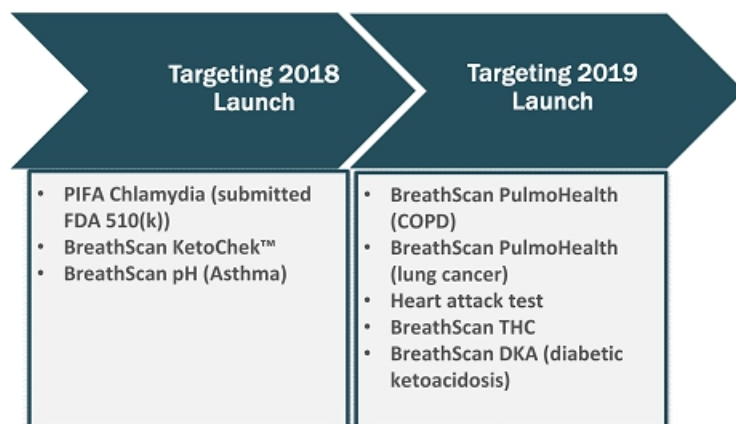 Targeting 2018
Launch
• PIFA Chlamydia (submitted
FDA 510(k))
• BreathScan KetoChek™
• BreathScan pH (Asthma)
Targeting 2019
Launch
• BreathScan PulmoHealth
(COPD)
• BreathScan PulmoHealth
(lung cancer)
• Heart attack test
• BreathScan THC
• BreathScan DKA (diabetic
ketoacidosis)